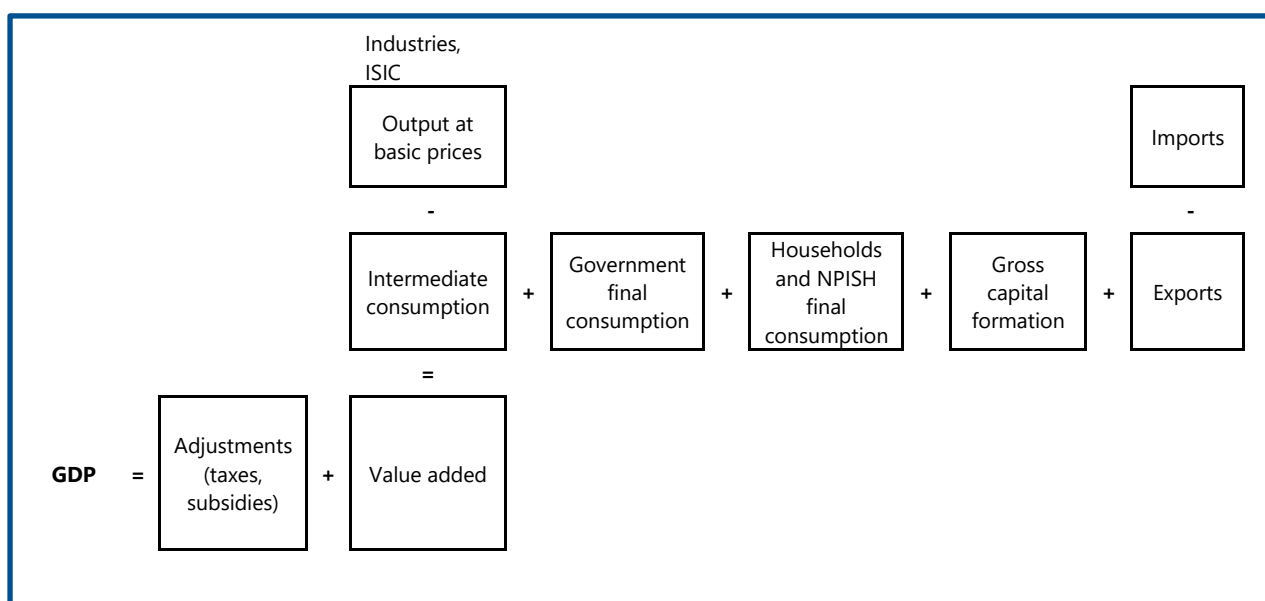 Industries,
ISIC
Output at
basic prices
Imports
-
-
Intermediate
consumption
+
Government
final
consumption
+
Households
and NPISH
final
consumption
+
Gross
capital
formation
+
Exports
=
GDP
=
Adjustments
(taxes,
subsidies)
+
Value added